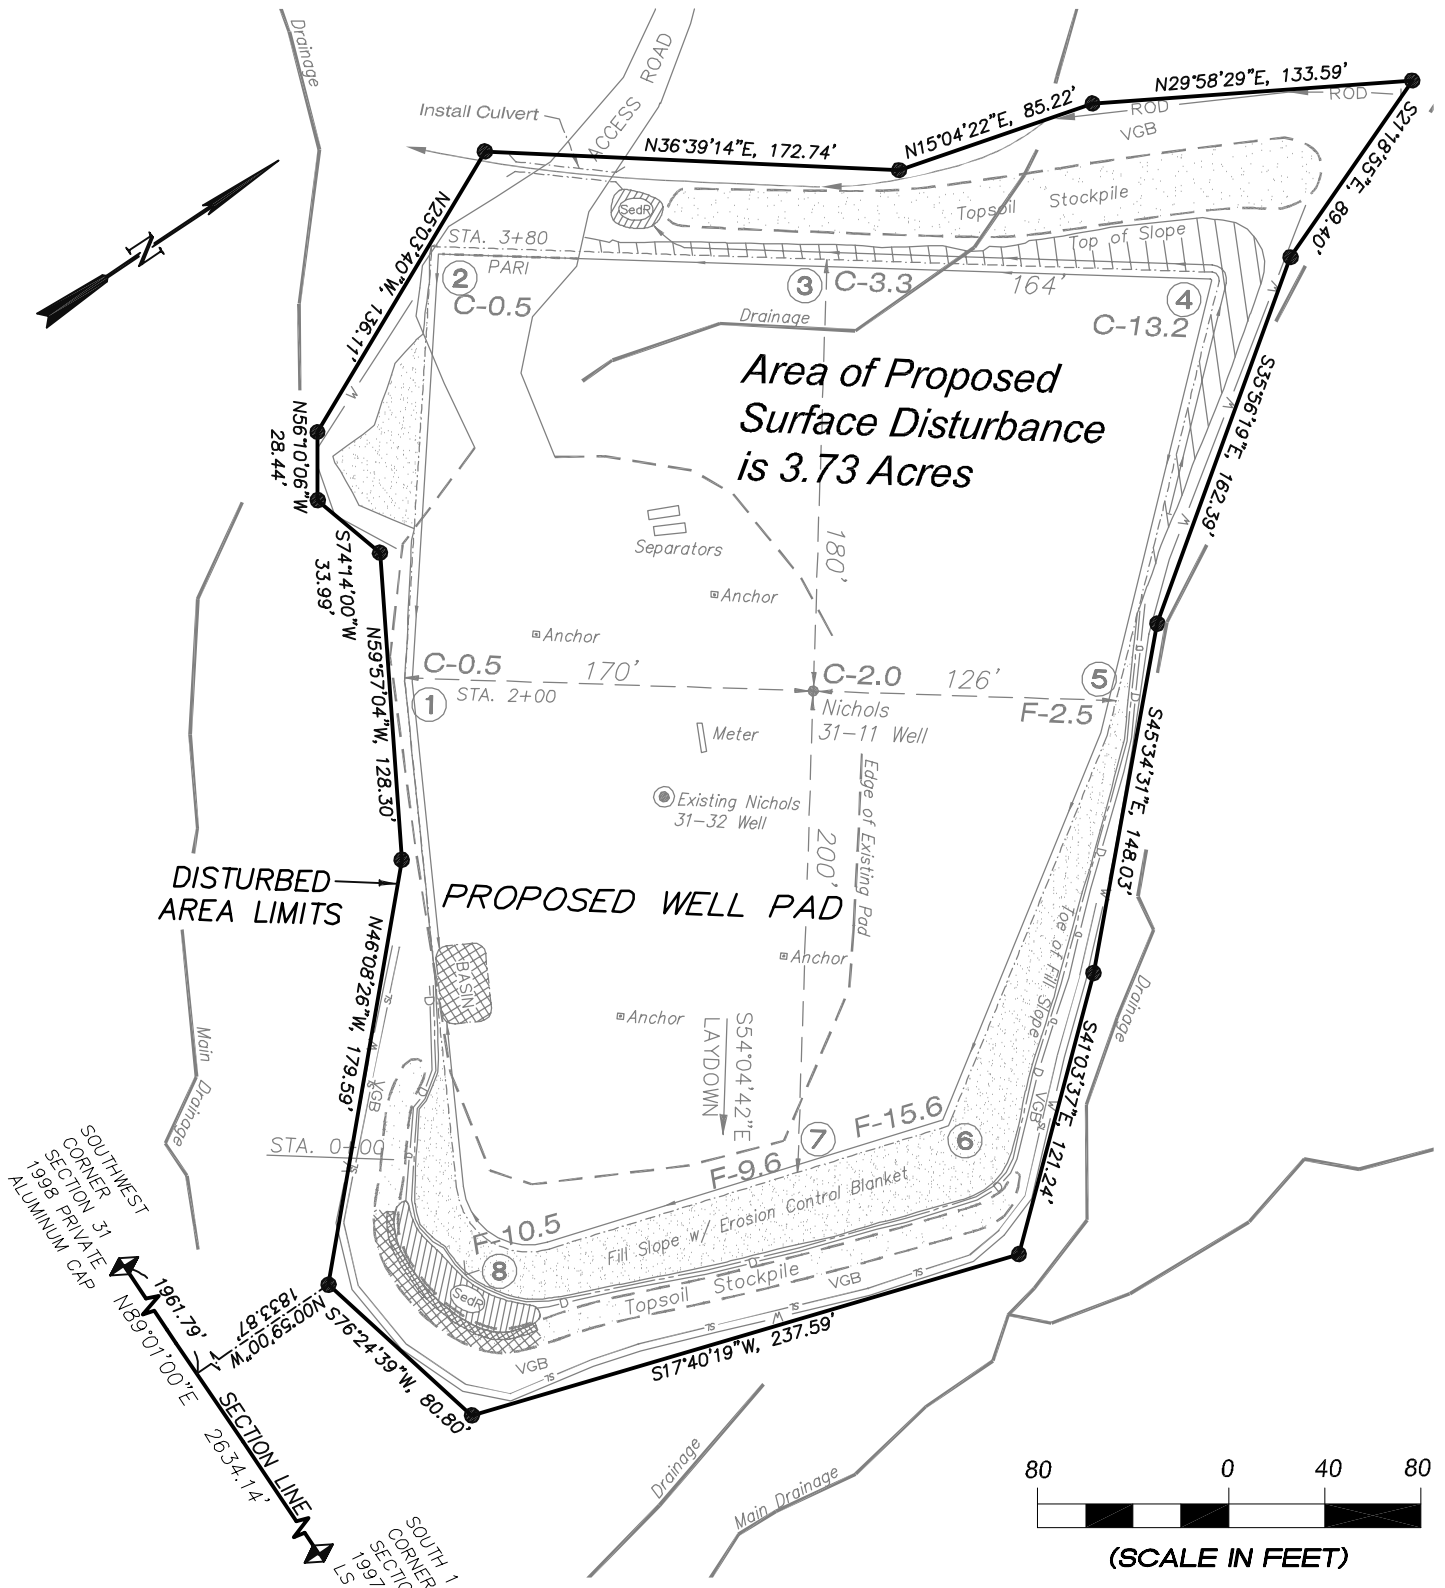 Drainage
ACCESS ROAD
Install Culvert
N36°39'14"E, 172.74'
N15°04'22"E, 85.22'
N29°58'29"E, 133.59'
ROD
ROD
VGB
S21°18'55"E, 89.40'
N25°03'40"W, 136.11'
N
SedR
Topsoil Stockpile
Top of Slope
STA. 3+80
PARI
2
C-0.5
3
C-3.3
164'
4
C-13.2
Drainage
Area of Proposed
Surface Disturbance
is 3.73 Acres
W
W
W
W
S35°56'19"E, 162.39'
N56°10'06"W
28.44'
S74°14'00"W
33.99'
Separators
180'
Anchor
Anchor
N59°57'04"W, 128.30'
C-0.5
170'
C-2.0
126'
5
1
STA. 2+00
Nichols
31-11 Well
F-2.5
D
D
Meter
Existing Nichols
31-32 Well
Edge of Existing Pad
200'
S45°34'31"E, 148.03'
D
W
DISTURBED
AREA LIMITS
PROPOSED WELL PAD
Toe of Fill Slope
Anchor
BASIN
N46°08'26"W, 179.59'
Anchor
S54°04'42"E
LAYDOWN
Drainage
S41°03'37"E, 121.24'
Main Drainage
VGB
D
VGB
D
W
STA. 0+00
7
F-15.6
6
F-9.6
Fill Slope w/ Erosion Control Blanket
F-10.5
8
SedR
D
D
D
Topsoil Stockpile
VGB
W
VGB
SOUTHWEST
CORNER
SECTION 31
1998 PRIVATE
ALUMINUM CAP
1961.79'
N89°01'00"E
N00°59'00"W
1833.87'
S76°24'39"W, 80.80'
S17°40'19"W, 237.59'
SECTION LINE
2634.14'
Drainage
Main Drainage
SOUTH 1
CORNER
1997
LS
80 0 40 80
(SCALE IN FEET)